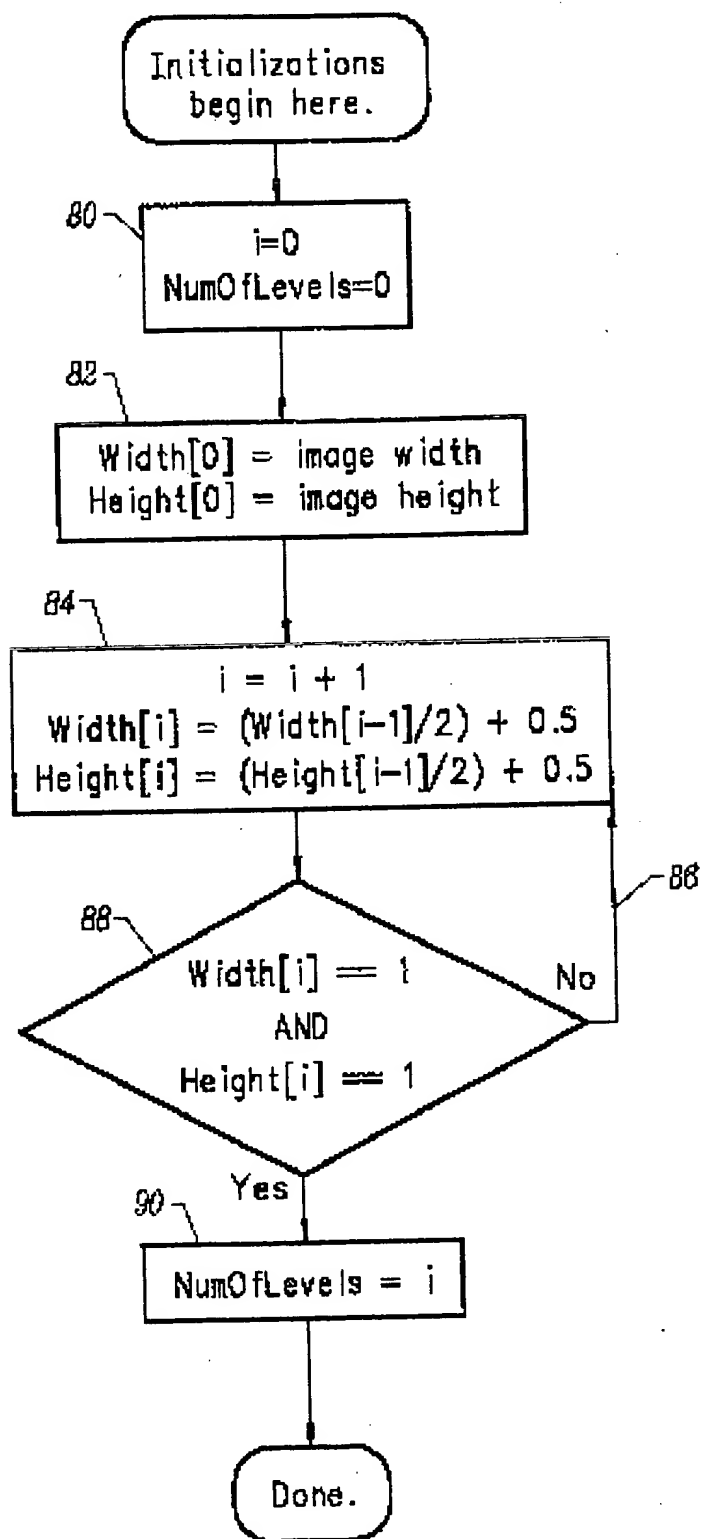 Initializations
begin here.
80
i=0
NumOfLevels=0
82
Width[0] = image width
Height[0] = image height
84
i = i + 1
Width[i] = (Width[i-1]/2) + 0.5
Height[i] = (Height[i-1]/2) + 0.5
86
88
Width[i] == 1
No
AND
Height[i] == 1
Yes
90
NumOfLevels = i
Done.